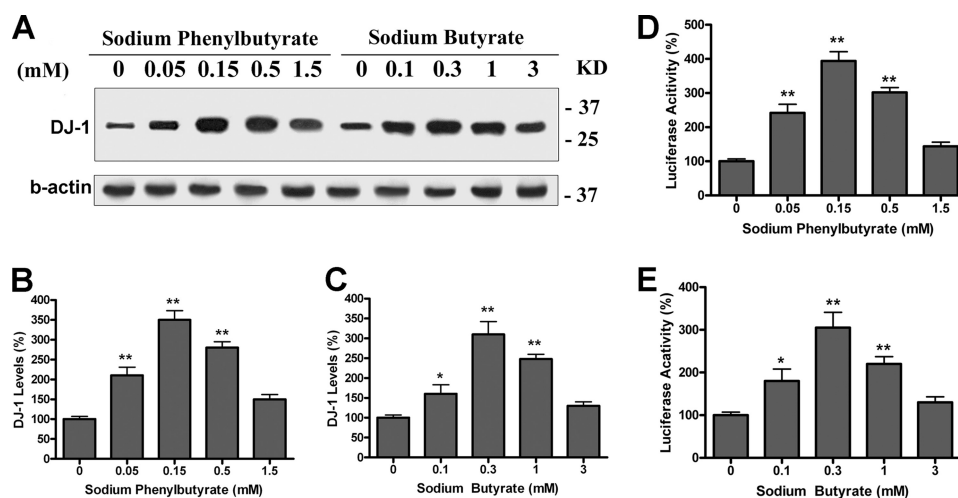 A
Sodium Phenylbutyrate Sodium Butyrate
(mM) 0 0.05 0.15 0.5 1.5 0 0.1 0.3 1 3 KD
DJ-1
- 37
- 25
b-actin
- 37
B
DJ-1 Levels (%)
400
350
300
250
200
150
100
50
0
** ** **
0 0.05 0.15 0.5 1.5
Sodium Phenylbutyrate (mM)
C
DJ-1 Levels (%)
400
350
300
250
200
150
100
50
0
* ** **
0 0.1 0.3 1 3
Sodium Butyrate (mM)
D
Luciferase Acitivity (%)
500
400
300
200
100
0
** ** **
0 0.05 0.15 0.5 1.5
Sodium Phenylbutyrate (mM)
E
Luciferase Acativity (%)
400
300
200
100
0
* ** **
0 0.1 0.3 1 3
Sodium Butyrate (mM)